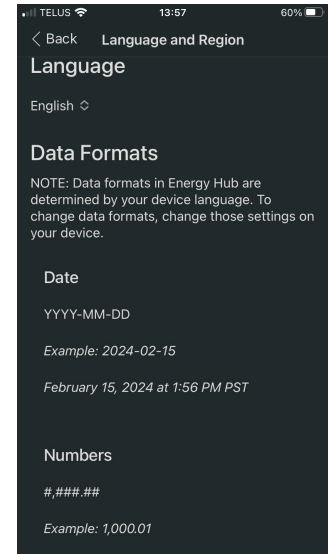 TELUS 13:57 60%
Back Language and Region
Language
English
Data Formats
NOTE: Data formats in Energy Hub are
determined by your device language. To
change data formats, change those settings on
your device.
Date
YYYY-MM-DD
Example: 2024-02-15
February 15, 2024 at 1:56 PM PST
Numbers
#,###.##
Example: 1,000.01